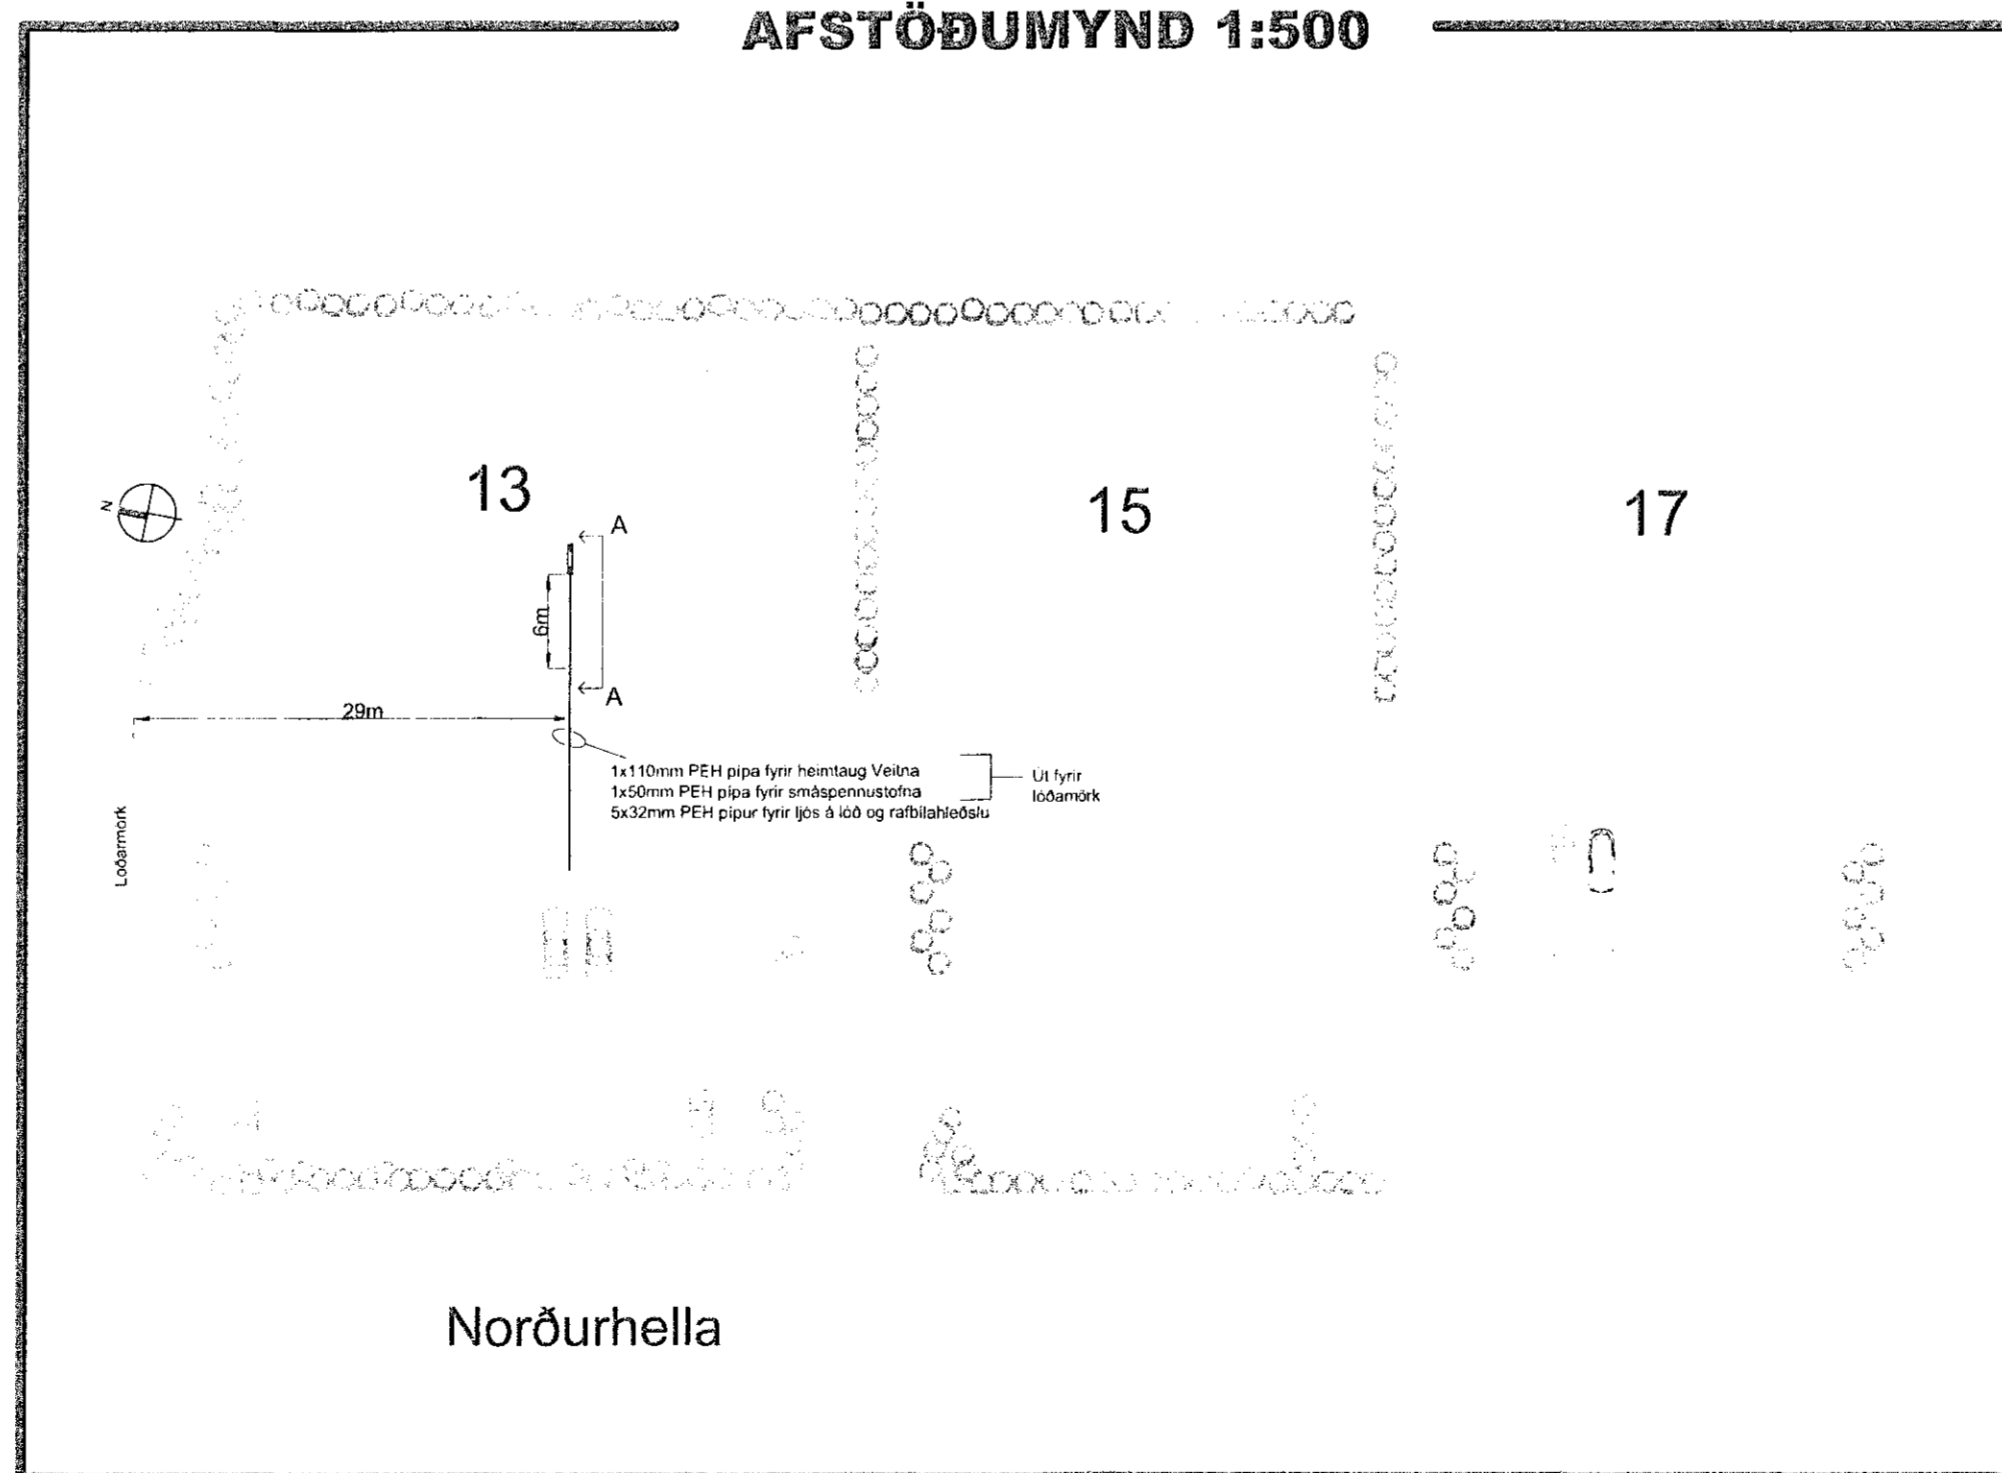 AFSTÖÐUMYND 1:500
13
15
17
N
A
6m
A
29m
1x110mm PEH pípa fyrir heimtaug Veitna
1x50mm PEH pípa fyrir smáspennustofna
5x32mm PEH pípur fyrir ljós á lóð og rafbílahleðslu
Út fyrir
lóðamörk
Loðarmörk
Norðurhella